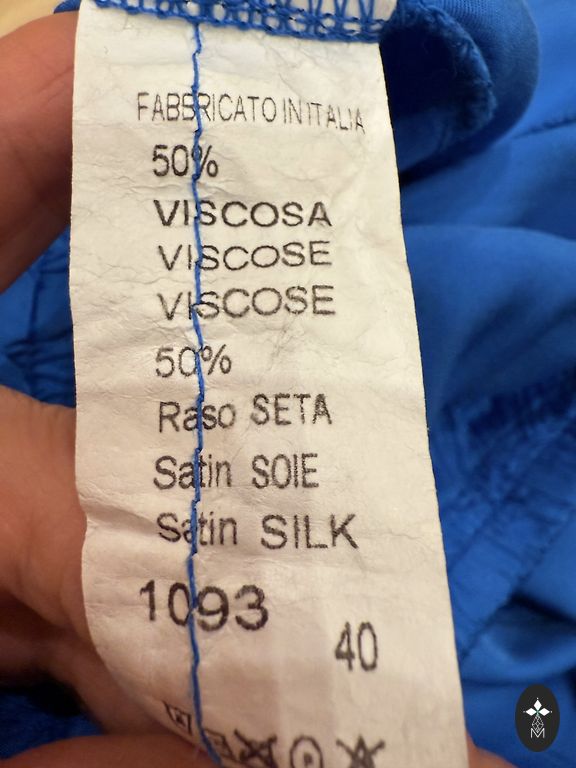 FABBRICATO IN ITALIA
50%
VISCOSA
VISCOSE
VISCOSE
50%
Raso SETA
Satin SOIE
Satin SILK
1093
40
P
M